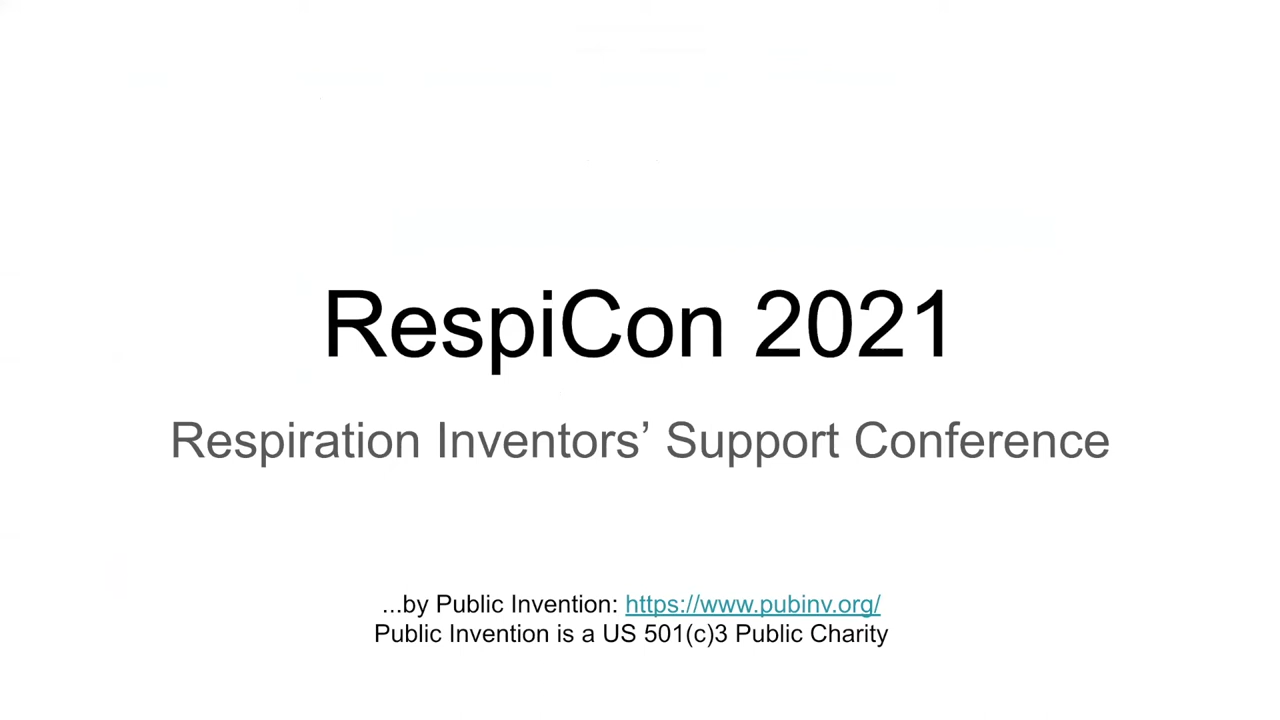 RespiCon 2021
Respiration Inventors’ Support Conference
...by Public Invention: https://www.pubinv.org/
Public Invention is a US 501(c)3 Public Charity